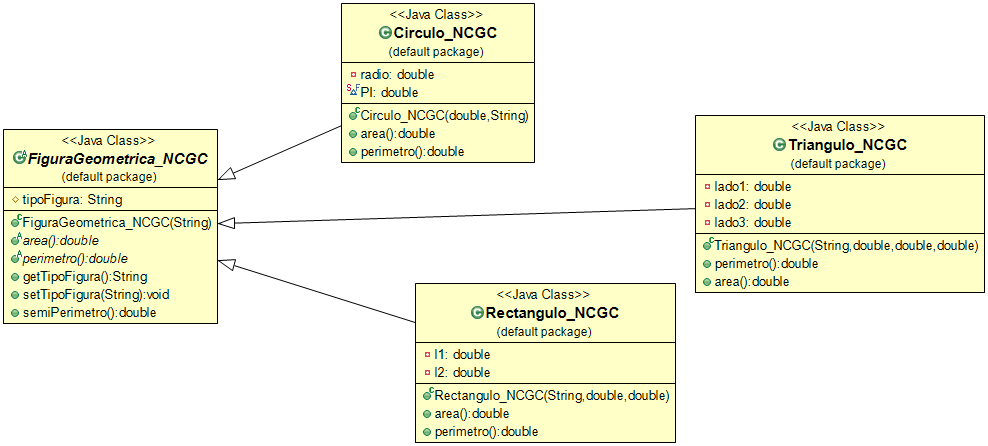 <<Java Class>>
FiguraGeometrica_NCGC
(default package)
tipoFigura: String
FiguraGeometrica_NCGC(String)
area():double
perimetro():double
getTipoFigura():String
setTipoFigura(String):void
semiPerimetro():double
<<Java Class>>
Circulo_NCGC
(default package)
radio: double
PI: double
Circulo_NCGC(double,String)
area():double
perimetro():double
<<Java Class>>
Triangulo_NCGC
(default package)
lado1: double
lado2: double
lado3: double
Triangulo_NCGC(String,double,double,double)
perimetro():double
area():double
<<Java Class>>
Rectangulo_NCGC
(default package)
l1: double
l2: double
Rectangulo_NCGC(String,double,double)
area():double
perimetro():double